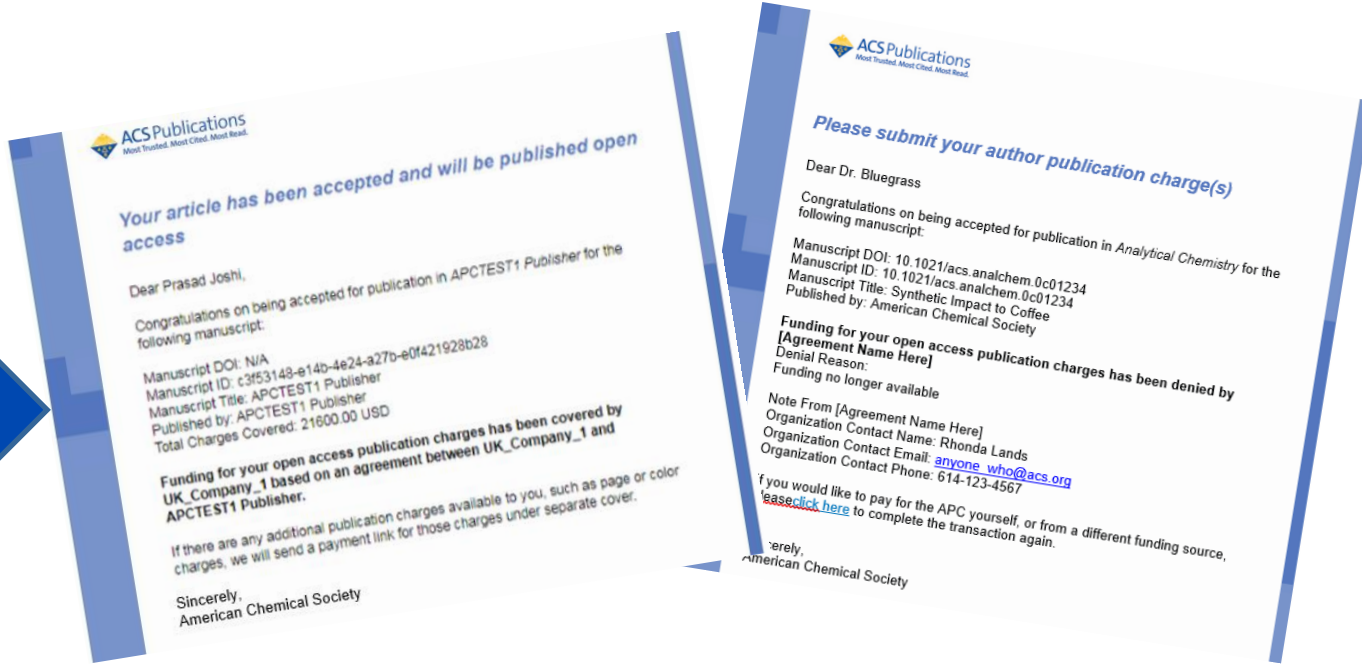 ACS Publications
Most Trusted. Most Cited. Most Read.
Your article has been accepted and will be published open
access
Dear Prasad Joshi,
Congratulations on being accepted for publication in APCTEST1 Publisher for the
following manuscript:
Manuscript DOI: N/A
Manuscript ID: c3f53148-e14b-4e24-a27b-e0f421928b28
Manuscript Title: APCTEST1 Publisher
Published by: APCTEST1 Publisher
Total Charges Covered: 21600.00 USD
Funding for your open access publication charges has been covered by
UK_Company_1 based on an agreement between UK_Company_1 and
APCTEST1 Publisher.
If there are any additional publication charges available to you, such as page or color
charges, we will send a payment link for those charges under separate cover.
Sincerely,
American Chemical Society
ACS Publications
Most Trusted. Most Cited. Most Read.
Please submit your author publication charge(s)
Dear Dr. Bluegrass
Congratulations on being accepted for publication in Analytical Chemistry for the
following manuscript:
Manuscript DOI: 10.1021/acs.analchem.0c01234
Manuscript ID: 10.1021/acs.analchem.0c01234
Manuscript Title: Synthetic Impact to Coffee
Published by: American Chemical Society
Funding for your open access publication charges has been denied by
[Agreement Name Here]
Denial Reason:
Funding no longer available
Note From [Agreement Name Here]
Organization Contact Name: Rhonda Lands
Organization Contact Email: anyone_who@acs.org
Organization Contact Phone: 614-123-4567
f you would like to pay for the APC yourself, or from a different funding source,
leaseclick here to complete the transaction again.
cerely,
American Chemical Society